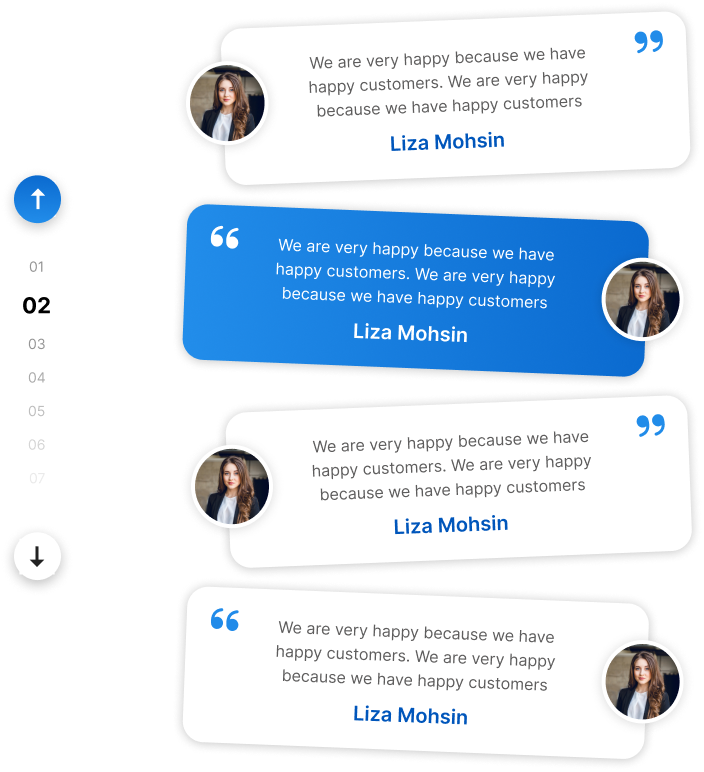 We are very happy because we have
happy customers. We are very happy
because we have happy customers
Liza Mohsin
01
02
03
04
05
06
07
We are very happy because we have
happy customers. We are very happy
because we have happy customers
Liza Mohsin
We are very happy because we have
happy customers. We are very happy
because we have happy customers
Liza Mohsin
We are very happy because we have
happy customers. We are very happy
because we have happy customers
Liza Mohsin